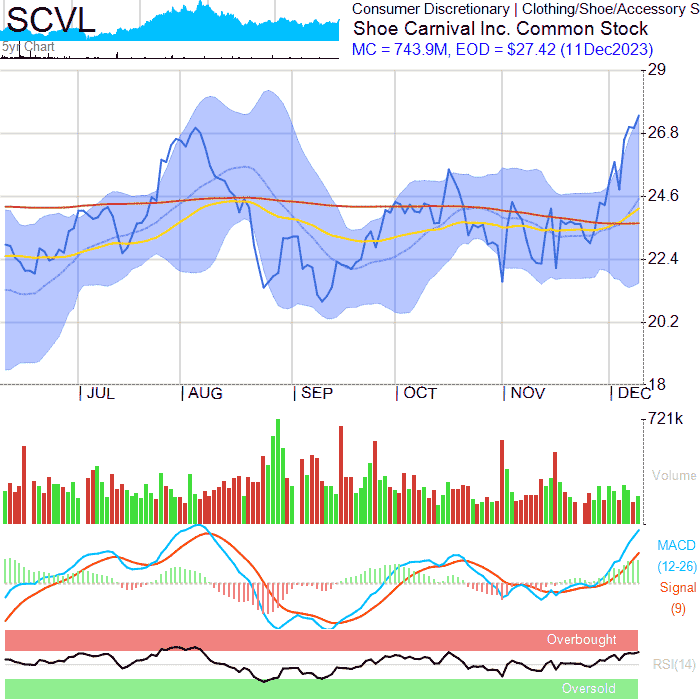 SCVL
5yr Chart
Consumer Discretionary | Clothing/Shoe/Accessory S
Shoe Carnival Inc. Common Stock
MC = 743.9M, EOD = $27.42 (11Dec2023)
29
26.8
24.6
22.4
20.2
18
| JUL | AUG | SEP | OCT | NOV | DEC
721k
Volume
MACD
(12-26)
Signal
(9)
Overbought
RSI(14)
Oversold